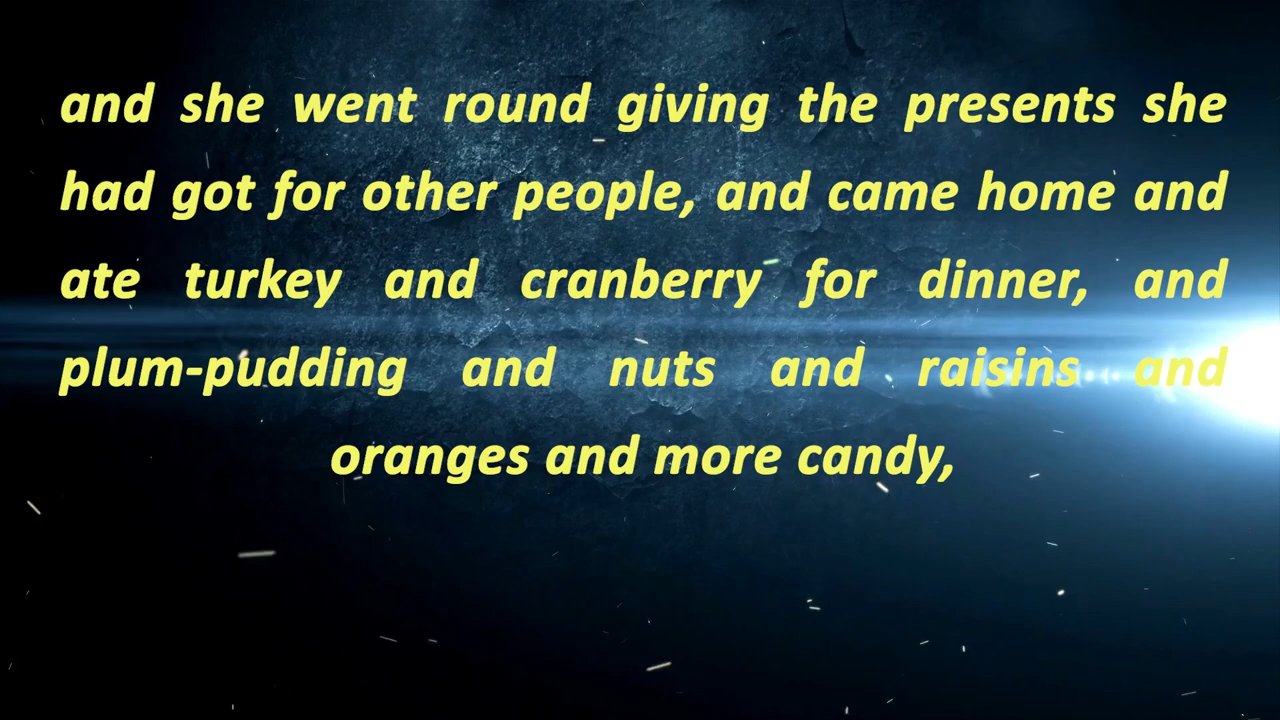 and she went round giving the presents she
had got for other people, and came home and
ate turkey and cranberry for dinner, and
plum-pudding and nuts and raisins and
oranges and more candy,